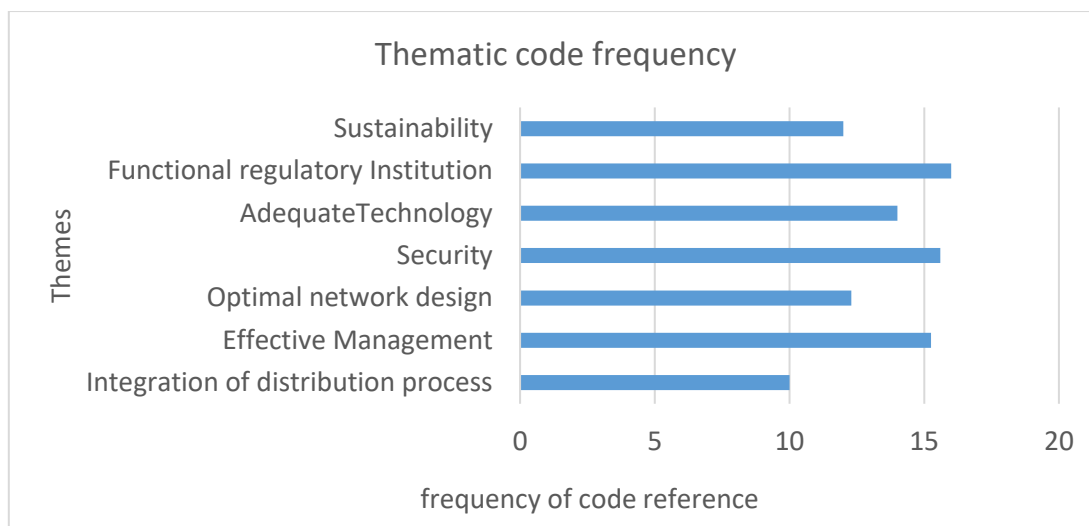 Thematic code frequency
Themes
Sustainability
Functional regulatory Institution
AdequateTechnology
Security
Optimal network design
Effective Management
Integration of distribution process
0 5 10 15 20
frequency of code reference